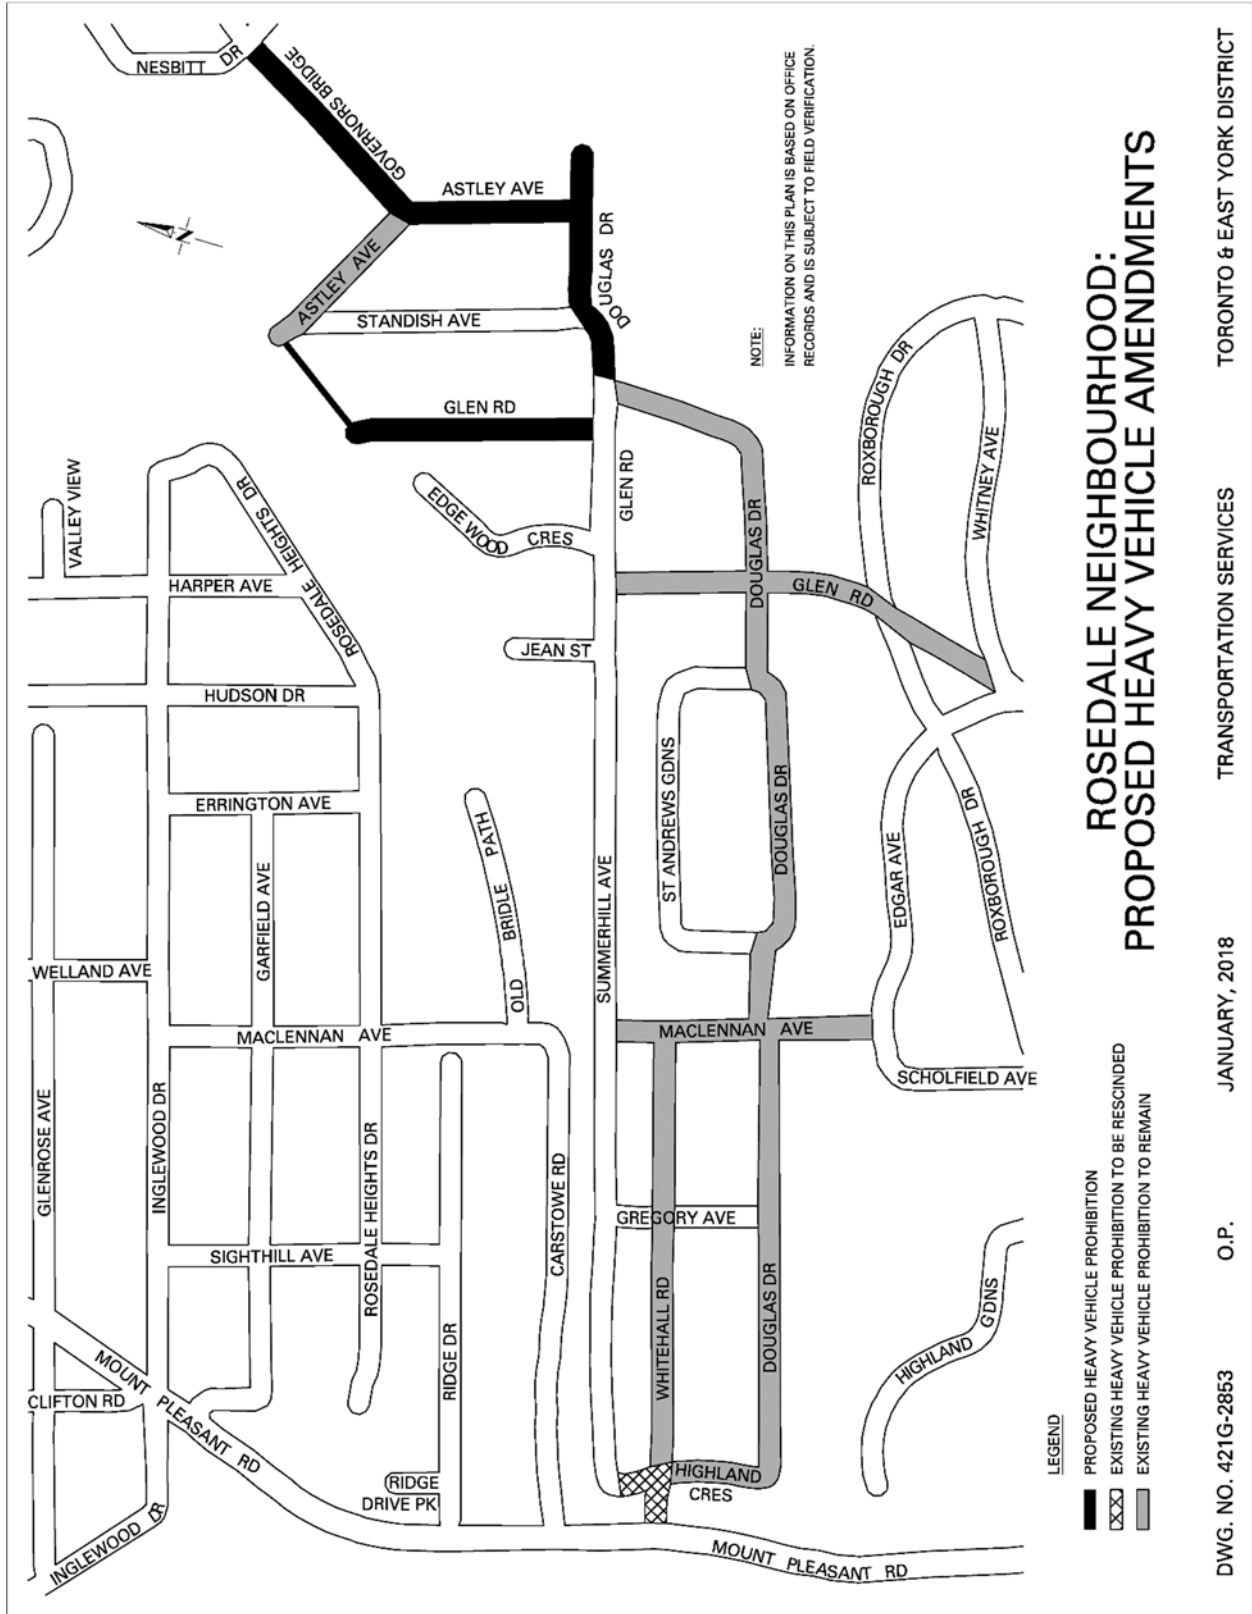 NESBITT DR
GOVERNORS BRIDGE
ASTLEY AVE
ASTLEY AVE
DOUGLAS DR
STANDISH AVE
GLEN RD
GLEN RD
N
NOTE:
INFORMATION ON THIS PLAN IS BASED ON OFFICE
RECORDS AND IS SUBJECT TO FIELD VERIFICATION.
VALLEY VIEW
HARPER AVE
ROSEDALE HEIGHTS DR
ROSEDALE HEIGHTS DR
HUDSON DR
ERRINGTON AVE
GARFIELD AVE
WELLAND AVE
MACLENNAN AVE
GLENROSE AVE
INGLEWOOD DR
SIGHTHILL AVE
ROSEDALE HEIGHTS DR
RIDGE DR
CLIFTON RD
MOUNT PLEASANT RD
INGLEWOOD DR
RIDGE
DRIVE PK
CARSTOWE RD
OLD BRIDLE PATH
EDGEWOOD CRES
JEAN ST
SUMMERHILL AVE
ST ANDREWS GDNS
DOUGLAS DR
DOUGLAS DR
GLEN RD
ROXBOROUGH DR
WHITNEY AVE
EDGAR AVE
ROXBOROUGH DR
MACLENNAN AVE
SCHOLFIELD AVE
GREGORY AVE
WHITEHALL RD
DOUGLAS DR
HIGHLAND
CRES
HIGHLAND GDNS
MOUNT PLEASANT RD
LEGEND
PROPOSED HEAVY VEHICLE PROHIBITION
EXISTING HEAVY VEHICLE PROHIBITION TO BE RESCINDED
EXISTING HEAVY VEHICLE PROHIBITION TO REMAIN
ROSEDALE NEIGHBOURHOOD:
PROPOSED HEAVY VEHICLE AMENDMENTS
DWG. NO. 421G-2853 O.P. JANUARY, 2018 TRANSPORTATION SERVICES TORONTO & EAST YORK DISTRICT